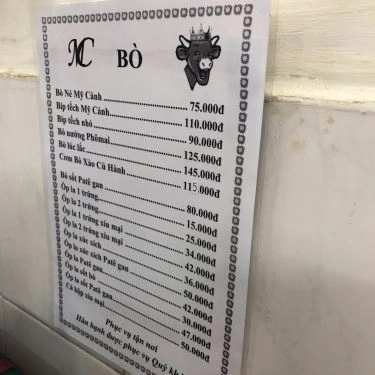 MC BÒ
Bò Né Mỹ Cảnh 75.000đ
Bíp tếch Mỹ Cảnh 110.000đ
Bíp tếch nhỏ 90.000đ
Bò nướng Phômai 125.000đ
Bò lúc lắc 145.000đ
Cơm Bò Xào Củ Hành 115.000đ
Bò sốt Patê gan 80.000đ
Ốp la 1 trứng 15.000đ
Ốp la 2 trứng 25.000đ
Ốp la 1 trứng xíu mại 34.000đ
Ốp la 2 trứng xíu mại 42.000đ
Ốp la xúc xích 36.000đ
Ốp la xúc xích Patê gan 50.000đ
Ốp la Patê gan 42.000đ
Ốp la sốt bò 30.000đ
Ốp la sốt Patê gan 47.000đ
Cá hộp xíu mại 50.000đ
Phục vụ tận nơi
Hân hạnh được phục vụ Quý